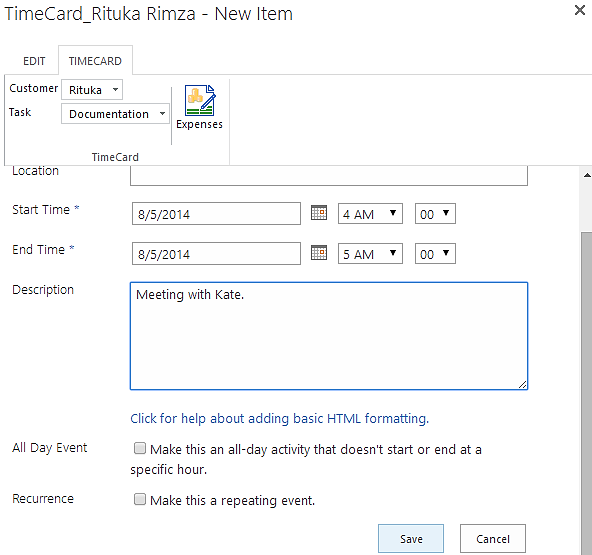 TimeCard_Rituka Rimza - New Item
EDIT TIMECARD
Customer Rituka
Task Documentation
Expenses
TimeCard
Location
Start Time * 8/5/2014 4 AM 00
End Time * 8/5/2014 5 AM 00
Description Meeting with Kate.
Click for help about adding basic HTML formatting.
All Day Event Make this an all-day activity that doesn't start or end at a
specific hour.
Recurrence Make this a repeating event.
Save Cancel